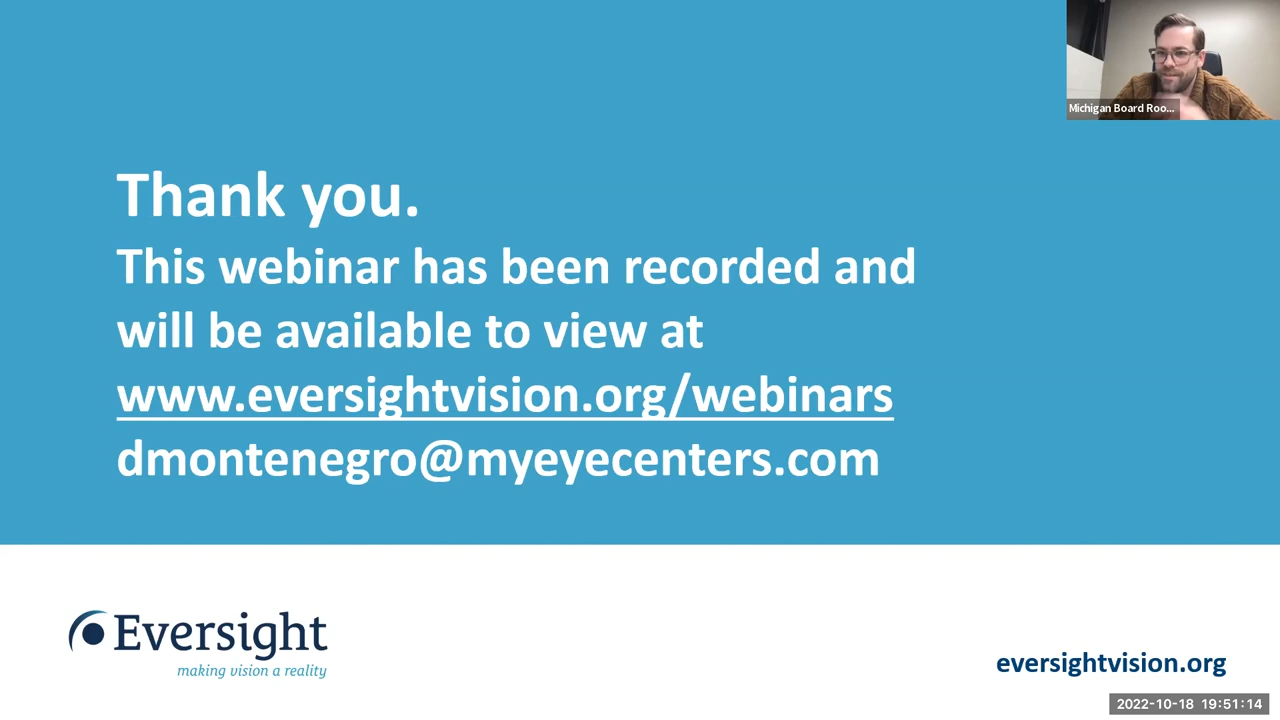 Michigan Board Roo...
Thank you.
This webinar has been recorded and
will be available to view at
www.eversightvision.org/webinars
dmontenegro@myeyecenters.com
Eversight
making vision a reality
eversightvision.org
2022-10-18 19:51:14